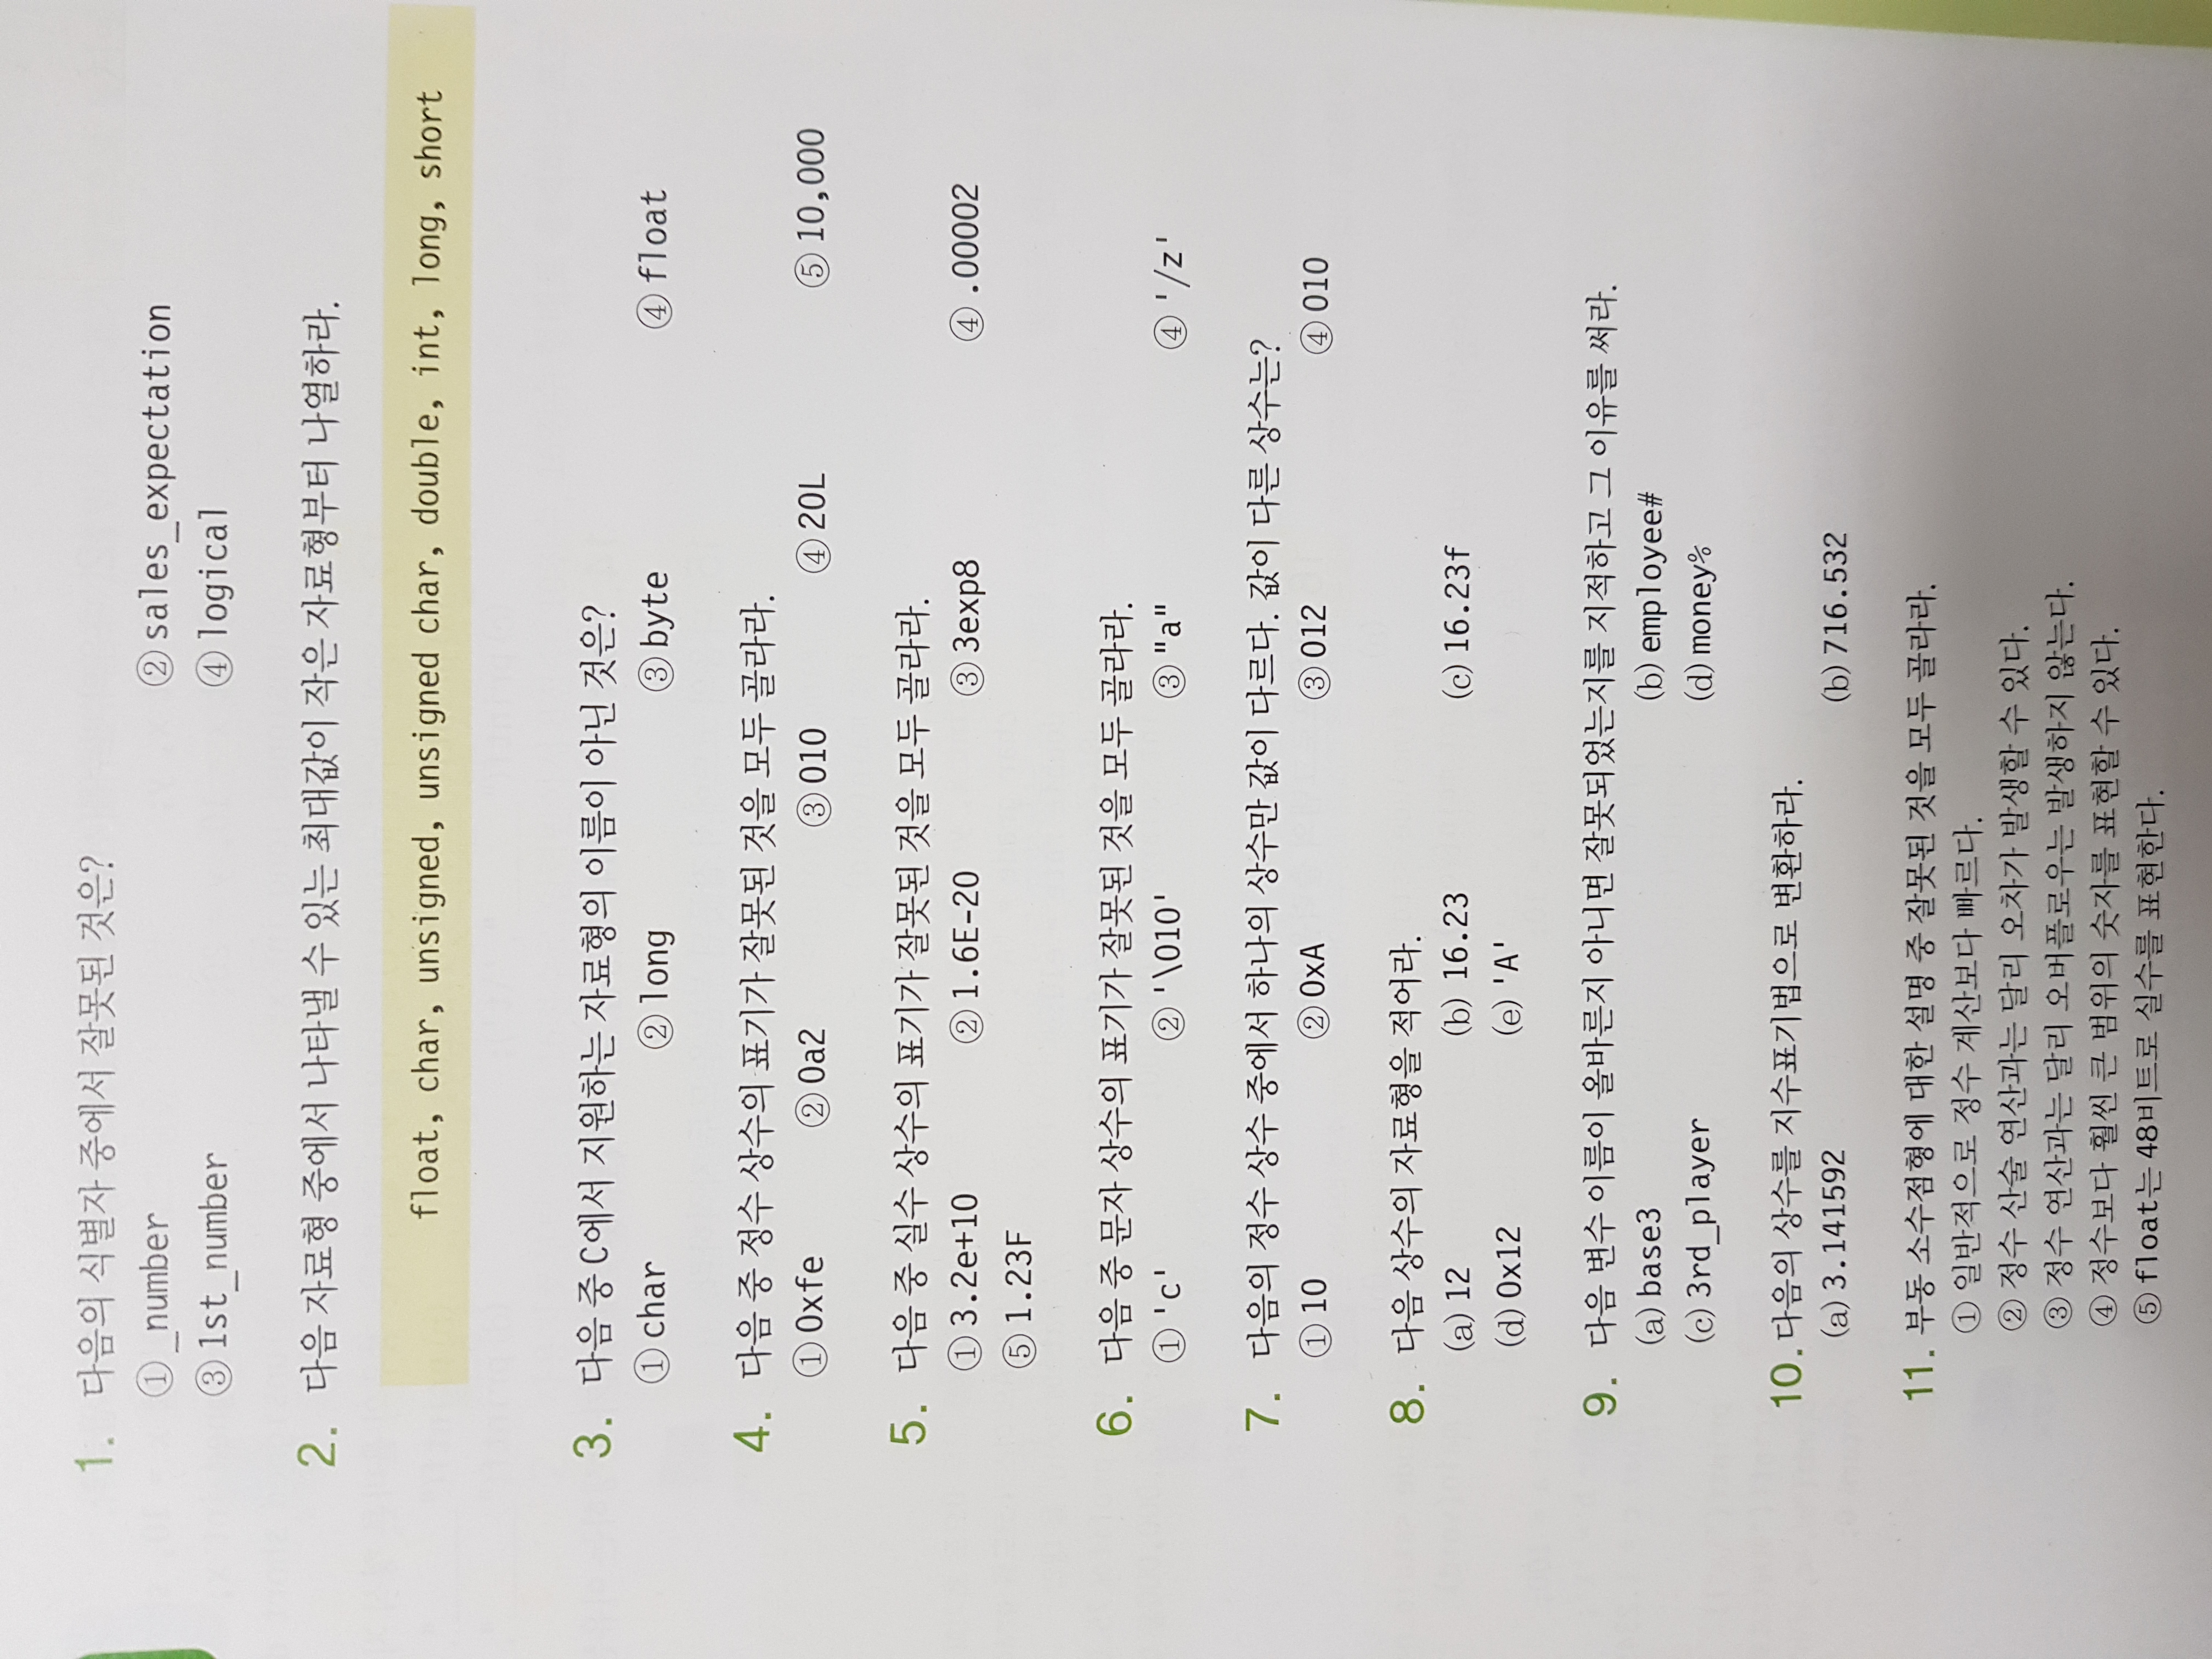 1. 다음의 식별자 중에서 잘못된 것은?
① _number ② sales_expectation
③ 1st_number ④ logical
2. 다음 자료형 중에서 나타낼 수 있는 최대값이 작은 자료형부터 나열하라.
float, char, unsigned, unsigned char, double, int, long, short
3. 다음 중 C에서 지원하는 자료형의 이름이 아닌 것은?
① char ② long ③ byte ④ float
4. 다음 중 정수 상수의 표기가 잘못된 것을 모두 골라라.
① 0xfe ② 0a2 ③ 010 ④ 20L ⑤ 10,000
5. 다음 중 실수 상수의 표기가 잘못된 것을 모두 골라라.
① 3.2e+10 ② 1.6E-20 ③ 3exp8 ④ .00002
⑤ 1.23F
6. 다음 중 문자 상수의 표기가 잘못된 것을 모두 골라라.
① 'c' ② '\010' ③ "a" ④ '/z'
7. 다음의 정수 상수 중에서 하나의 상수만 값이 다르다. 값이 다른 상수는?
① 10 ② 0xA ③ 012 ④ 010
8. 다음 상수의 자료형을 적어라.
(a) 12 (b) 16.23 (c) 16.23f
(d) 0x12 (e) 'A'
9. 다음 변수 이름이 올바른지 아니면 잘못되었는지를 지적하고 그 이유를 써라.
(a) base3 (b) employee#
(c) 3rd_player (d) money%
10. 다음의 상수를 지수표기법으로 변환하라.
(a) 3.141592 (b) 716.532
11. 부동 소수점형에 대한 설명 중 잘못된 것을 모두 골라라.
① 일반적으로 정수 계산보다 빠르다.
② 정수 산술 연산과는 달리 오차가 발생할 수 있다.
③ 정수 연산과는 달리 오버플로우는 발생하지 않는다.
④ 정수보다 훨씬 큰 범위의 숫자를 표현할 수 있다.
⑤ float는 48비트로 실수를 표현한다.